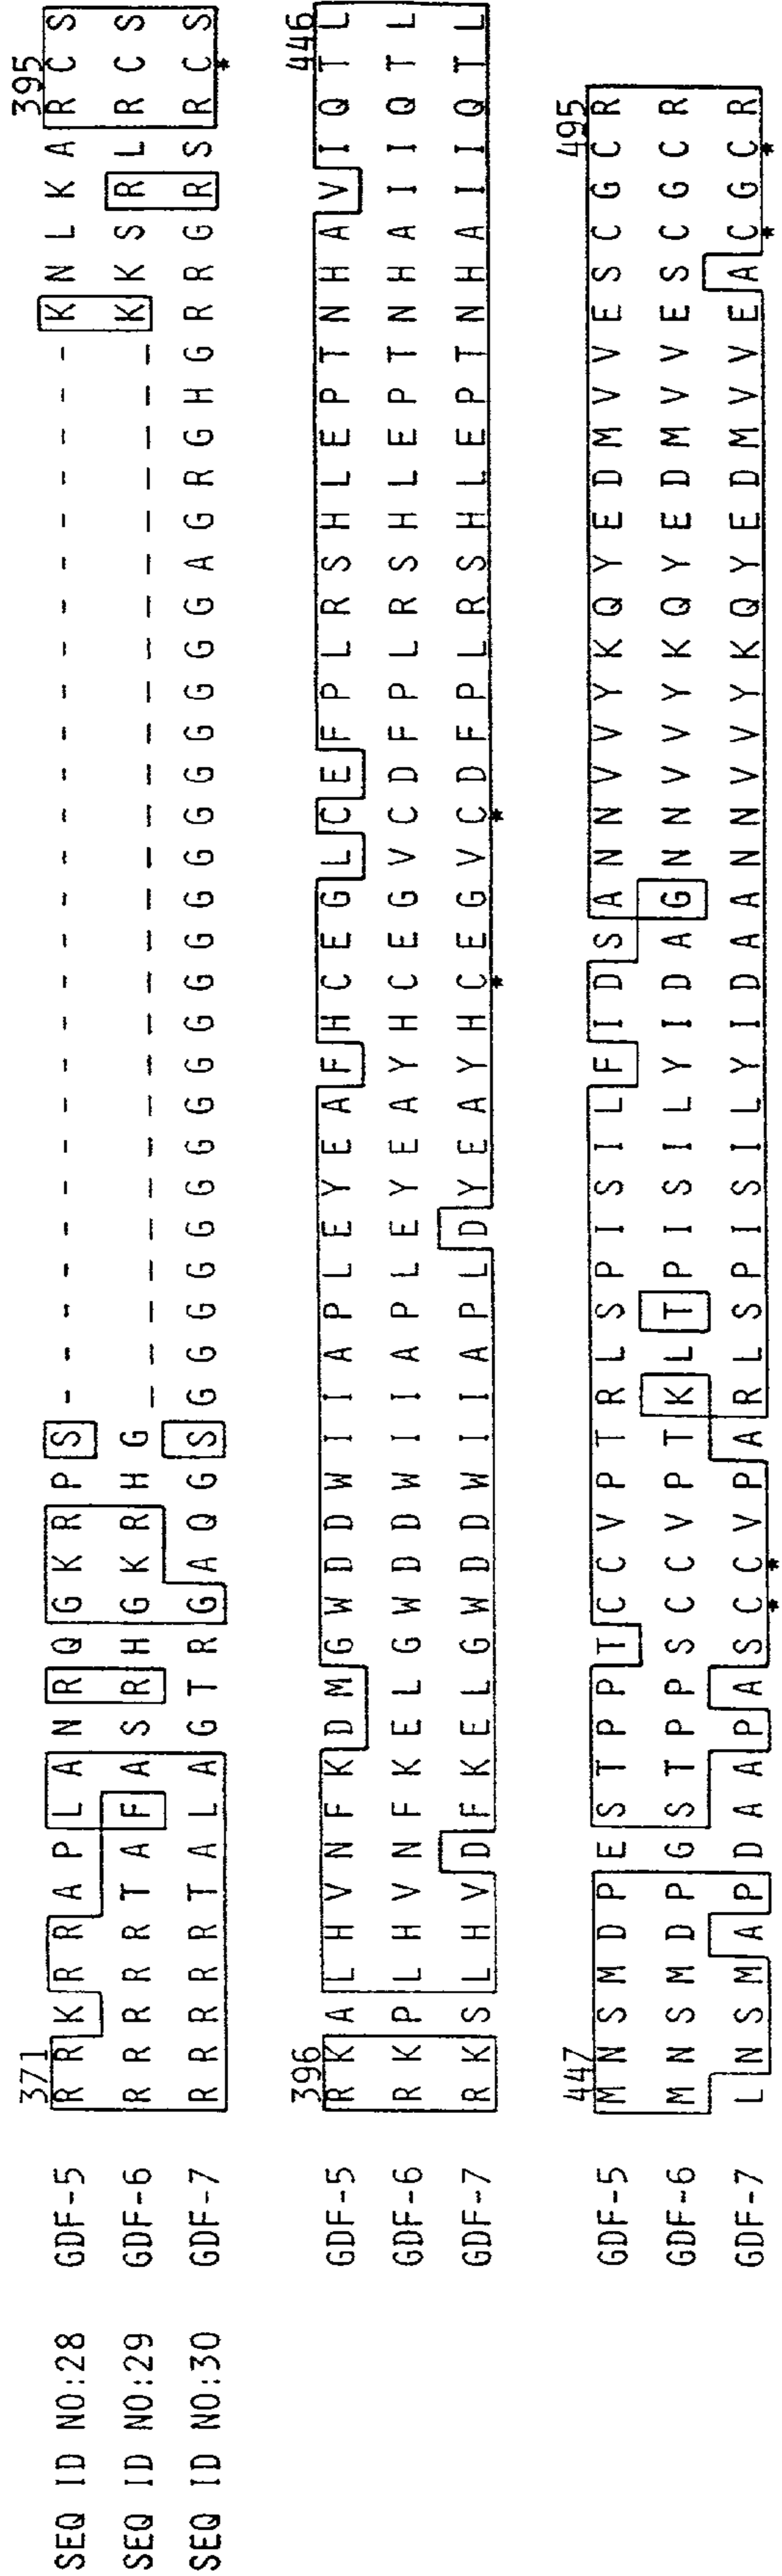 371 395
SEQ ID NO:28 GDF-5 R R K R R A P L A N R Q G K R P S - - - - - - - - - - - - - - - - - - - - - - - - - - K N L K A R C S
SEQ ID NO:29 GDF-6 R R R R R T A F A S R H G K R H G - - - - - - - - - - - - - - - - - - - - - - - - - - K K S R L R C S
SEQ ID NO:30 GDF-7 R R R R R T A L A G T R G A Q G S G G G G G G G G G G G G G G G G G G G G A G R G H G R R G R S R C S
*
396 446
GDF-5 R K A L H V N F K D M G W D D W I I A P L E Y E A F H C E G L C E F P L R S H L E P T N H A V I Q T L
GDF-6 R K P L H V N F K E L G W D D W I I A P L E Y E A Y H C E G V C D F P L R S H L E P T N H A I I Q T L
GDF-7 R K S L H V D F K E L G W D D W I I A P L D Y E A Y H C E G V C D F P L R S H L E P T N H A I I Q T L
* *
447 495
GDF-5 M N S M D P E S T P P T C C V P T R L S P I S I L F I D S A N N V V Y K Q Y E D M V V E S C G C R
GDF-6 M N S M D P G S T P P S C C V P T K L T P I S I L Y I D A G N N V V Y K Q Y E D M V V E S C G C R
GDF-7 L N S M A P D A A P A S C C V P A R L S P I S I L Y I D A A N N V V Y K Q Y E D M V V E A C G C R
* * * *